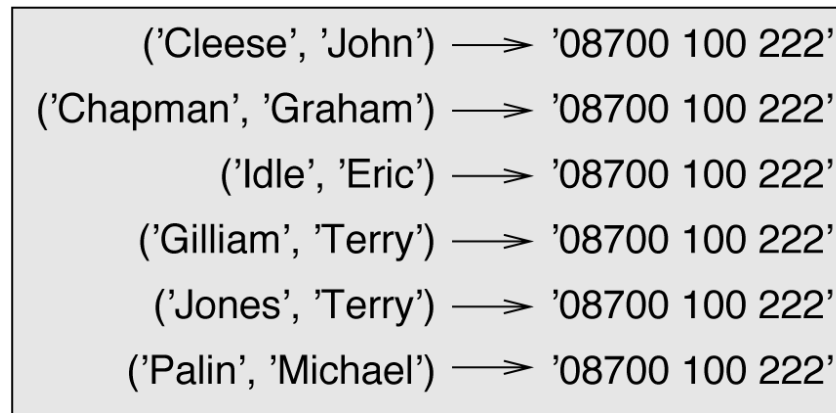 ('Cleese', 'John') → '08700 100 222'
('Chapman', 'Graham') → '08700 100 222'
('Idle', 'Eric') → '08700 100 222'
('Gilliam', 'Terry') → '08700 100 222'
('Jones', 'Terry') → '08700 100 222'
('Palin', 'Michael') → '08700 100 222'